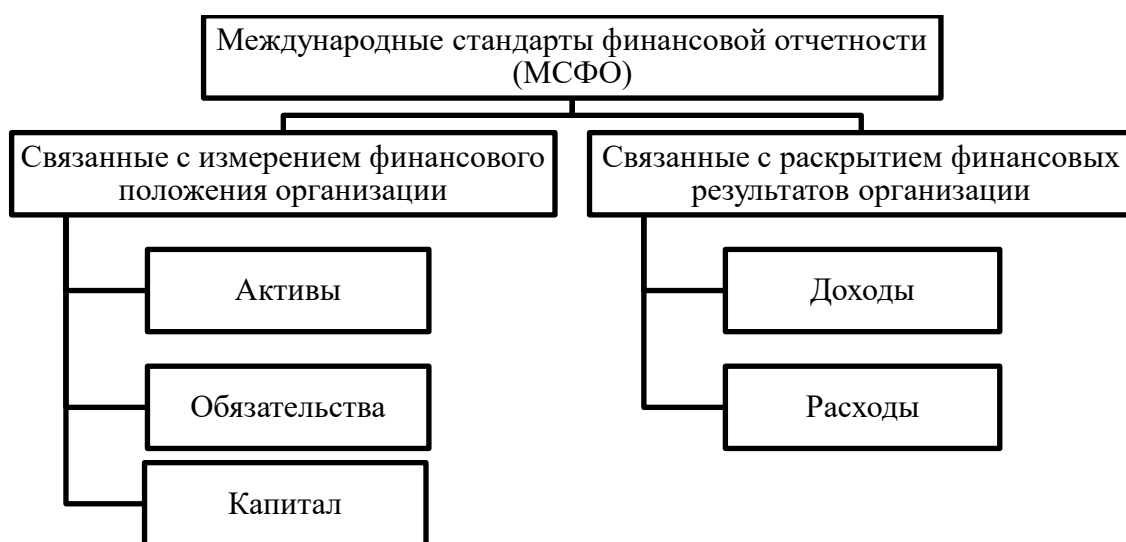 Международные стандарты финансовой отчетности
(МСФО)
Связанные с измерением финансового
положения организации
Связанные с раскрытием финансовых
результатов организации
Активы
Доходы
Обязательства
Расходы
Капитал